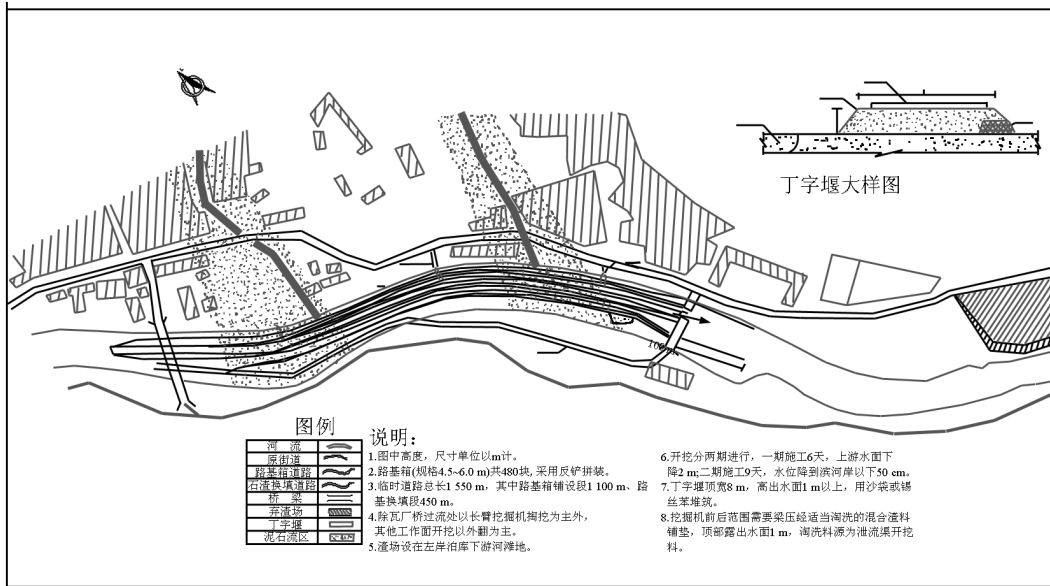 丁字堰大样图
100 m
图例
河 流
原街道
路基箱道路
石渣换填道路
桥 梁
弃渣场
丁字堰
泥石流区
说明：
1.图中高度，尺寸单位以m计。
2.路基箱(规格4.5~6.0 m)共480块, 采用反铲拼装。
3.临时道路总长1 550 m，其中路基箱铺设段1 100 m、路
基换填段450 m。
4.除瓦厂桥过流处以长臂挖掘机掏挖为主外，
其他工作面开挖以外翻为主。
5.渣场设在左岸泊库下游河滩地。
6.开挖分两期进行，一期施工6天，上游水面下
降2 m;二期施工9天，水位降到滨河岸以下50 cm。
7.丁字堰顶宽8 m，高出水面1 m以上，用沙袋或锡
丝苯堆筑。
8.挖掘机前后范围需要梁压经适当淘洗的混合渣料
铺垫，顶部露出水面1 m，淘洗料源为泄流渠开挖
料。